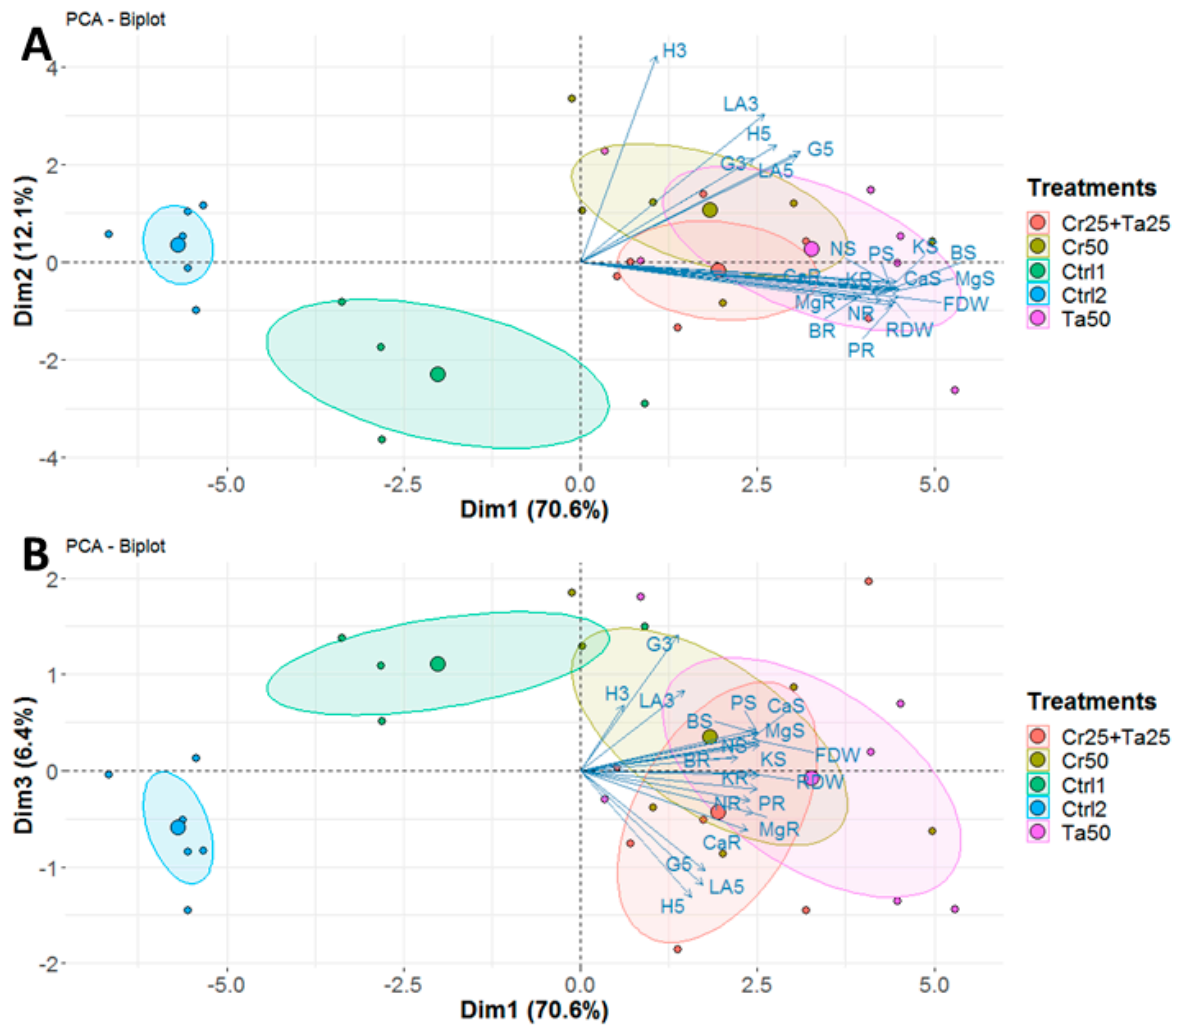 A
PCA - Biplot
Dim2 (12.1%)
4
2
0
-2
-4
H3
LA3
H5
G5
G3
LA5
NS
PS
KS
BS
CaR
KR
CaS
MgS
MgR
NR
FDW
BR
RDW
PR
-5.0
-2.5
0.0
2.5
5.0
Dim1 (70.6%)
Treatments
Cr25+Ta25
Cr50
Ctrl1
Ctrl2
Ta50
B
PCA - Biplot
Dim3 (6.4%)
2
1
0
-1
-2
G3
H3
LA3
PS
CaS
BS
MgS
NS
FDW
BR
KS
KR
RDW
NR
PR
MgR
CaR
G5
LA5
H5
-5.0
-2.5
0.0
2.5
5.0
Dim1 (70.6%)
Treatments
Cr25+Ta25
Cr50
Ctrl1
Ctrl2
Ta50